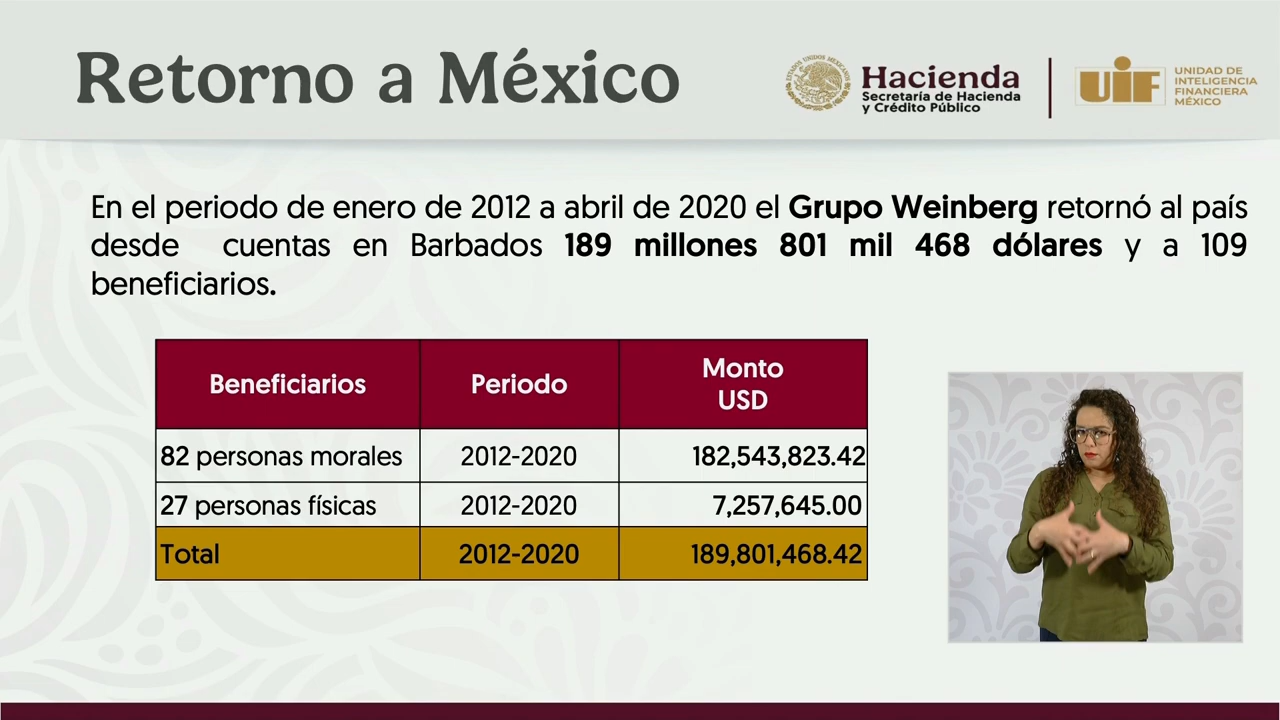 Retorno a México
Hacienda
Secretaría de Hacienda
y Crédito Público
UIF
UNIDAD DE
INTELIGENCIA
FINANCIERA
MÉXICO
En el periodo de enero de 2012 a abril de 2020 el Grupo Weinberg retornó al país
desde cuentas en Barbados 189 millones 801 mil 468 dólares y a 109
beneficiarios.
Beneficiarios
Periodo
Monto
USD
82 personas morales
2012-2020
182,543,823.42
27 personas físicas
2012-2020
7,257,645.00
Total
2012-2020
189,801,468.42